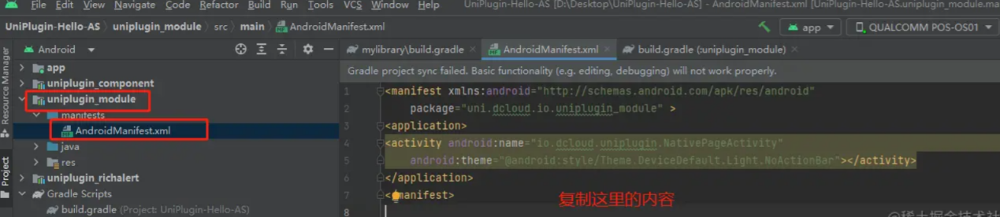 File Edit View Navigate Code Refactor Build Run Tools VCS Window Help UniPlugin-Hello-AS [D:\Desktop\UniPlugin-Hello-AS] - AndroidManifest.xml [UniPlugin-Hello-AS.uniplugin_module.ma
UniPlugin-Hello-AS uniplugin_module src main AndroidManifest.xml app QUALCOMM POS-OS01
Android
mylibrary\build.gradle AndroidManifest.xml build.gradle (:uniplugin_module)
Resource Manager
Project
app
uniplugin_component
uniplugin_module
manifests
AndroidManifest.xml
java
res
uniplugin_richalert
Gradle Scripts
build.gradle (Project: UniPlugin-Hello-AS)
Gradle project sync failed. Basic functionality (e.g. editing, debugging) will not work properly.
1 <manifest xmlns:android="http://schemas.android.com/apk/res/android"
2 package="uni.dcloud.io.uniplugin_module" >
3 <application>
4 <activity android:name="io.dcloud.uniplugin.NativePageActivity"
5 android:theme="@android:style/Theme.DeviceDefault.Light.NoActionBar"></activity>
6 </application>
7 < manifest>
8
复制这里的内容
@稀土掘金技术社